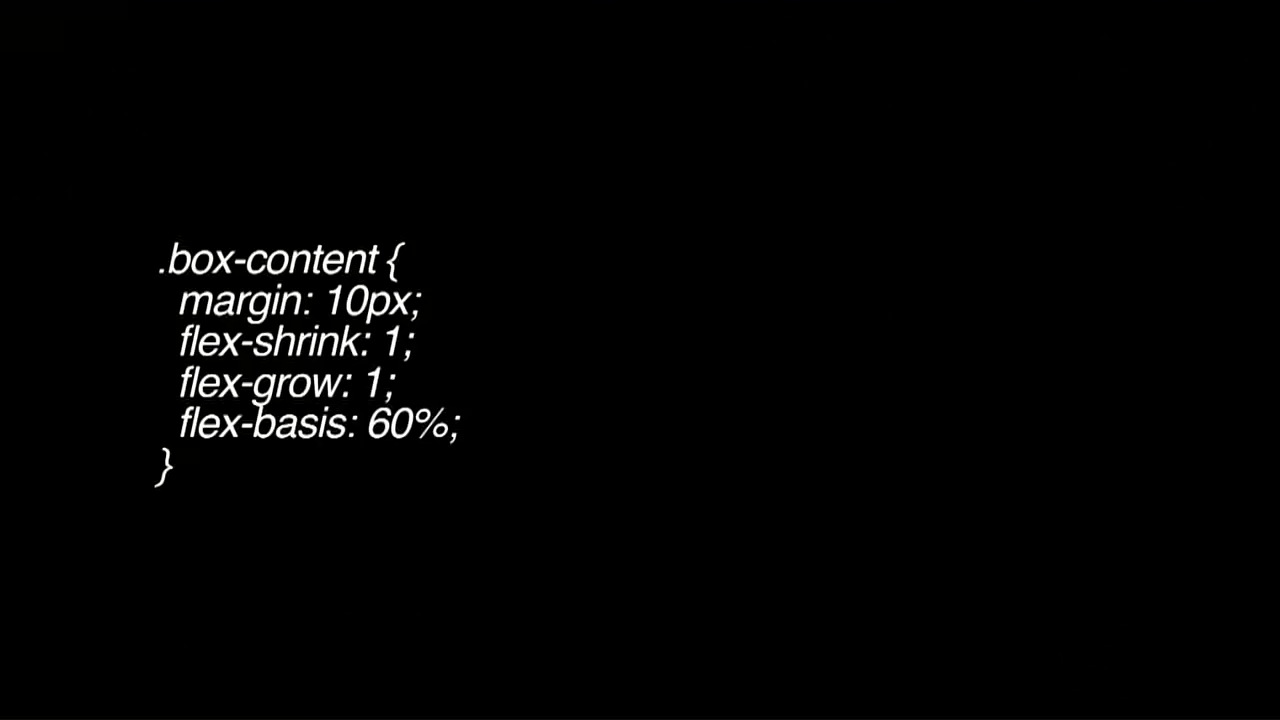 .box-content {
  margin: 10px;
  flex-shrink: 1;
  flex-grow: 1;
  flex-basis: 60%;
}